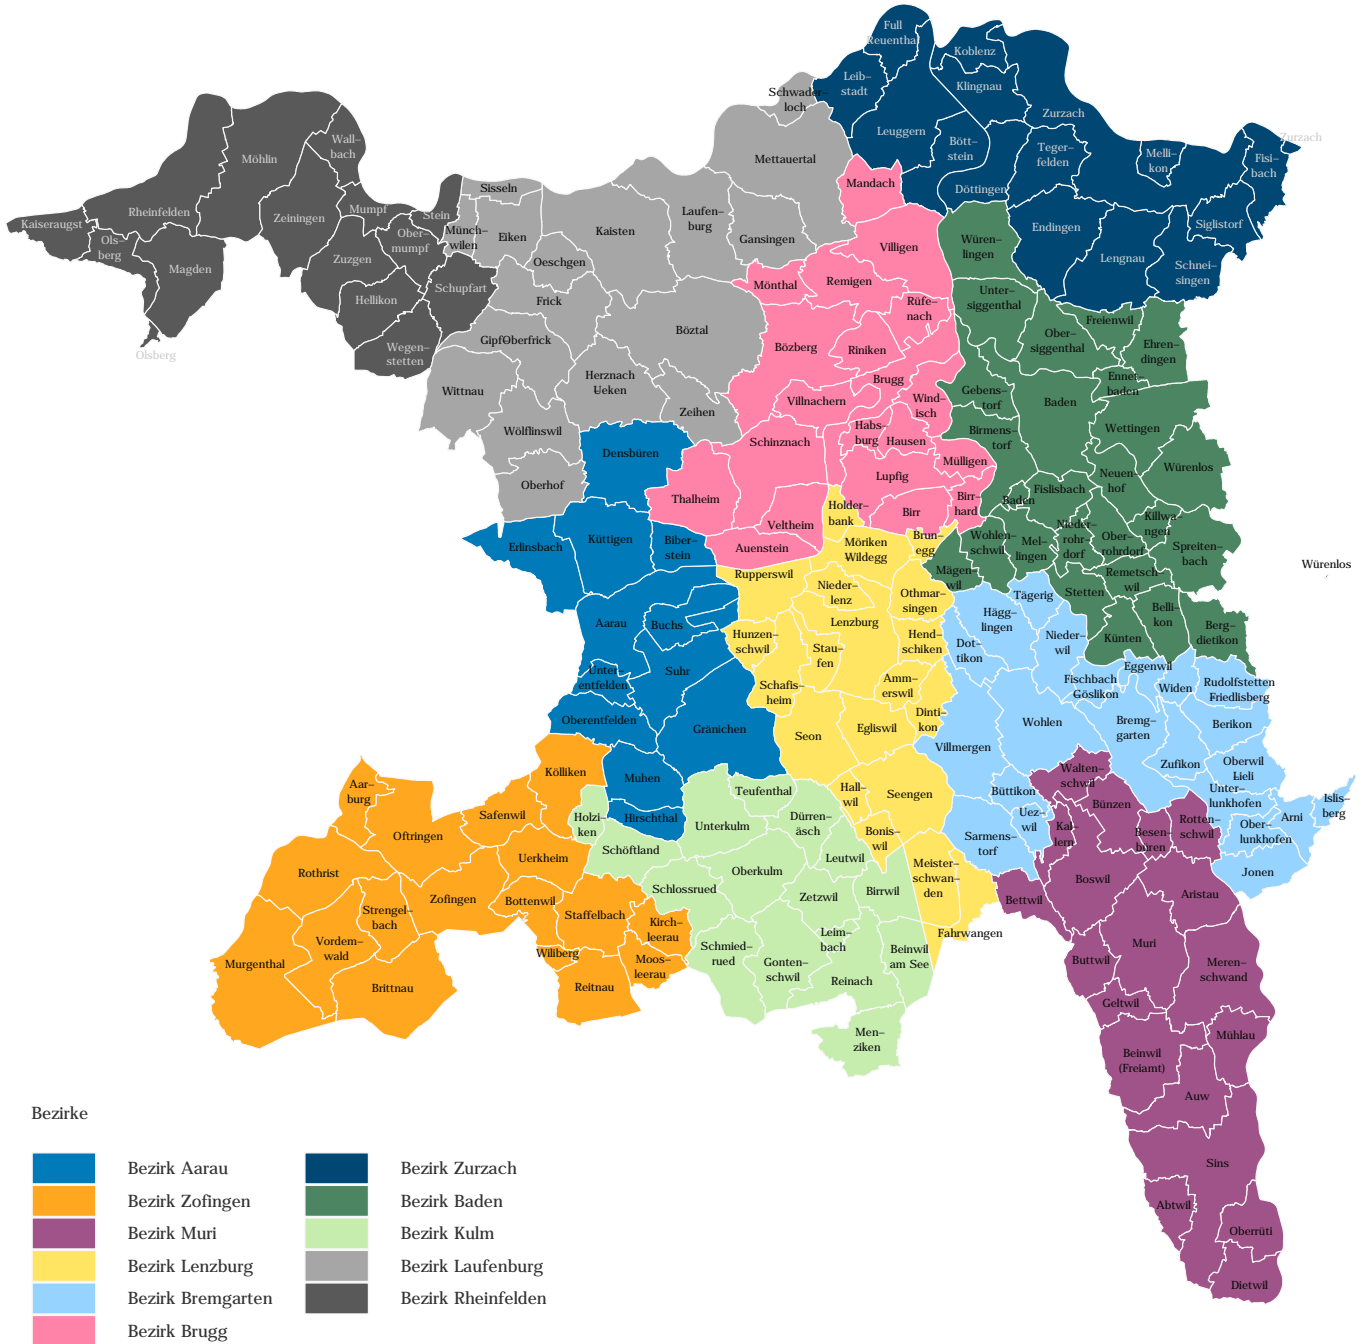 Full
Reuenthal
Koblenz
Leib–
stadt
Klingnau
Schwader–
loch
Zurzach
Leuggern
Zurzach
Wall–
bach
Bött–
stein
Teger–
felden
Melli–
kon
Fisi–
bach
Möhlin
Mettauertal
Mandach
Döttingen
Sisseln
Rheinfelden
Mumpf
Stein
Zeiningen
Kaiseraugst
Ober–
mumpf
Münch–
wilen
Eiken
Kaisten
Laufen–
burg
Gansingen
Villigen
Würen–
lingen
Endingen
Siglistorf
Ols–
berg
Magden
Zuzgen
Oeschgen
Lengnau
Schnei–
singen
Schupfart
Mönthal
Remigen
Hellikon
Frick
Rüfe–
nach
Unter–
siggenthal
Freienwil
Böztal
GipfOberfrick
Bözberg
Riniken
Ober–
siggenthal
Ehren–
dingen
Olsberg
Wegen–
stetten
Herznach
Ueken
Wittnau
Brugg
Ennet–
baden
Villnachern
Wind–
isch
Gebens–
torf
Baden
Zeihen
Wölflinswil
Habs–
burg
Hausen
Birmens–
torf
Wettingen
Schinznach
Densbüren
Mülligen
Würenlos
Oberhof
Thalheim
Lupfig
Neuen–
hof
Fislisbach
Baden
Birr–
hard
Holder–
bank
Birr
Veltheim
Killwa–
ngen
Erlinsbach
Küttigen
Biber–
stein
Auenstein
Möriken
Wildegg
Brun–
egg
Wohlen–
schwil
Mel–
lingen
Nieder–
rohr–
dorf
Ober–
rohrdorf
Spreiten–
bach
Würenlos
Rupperswil
Mägen–
wil
Remetsch–
wil
Nieder–
lenz
Othmar–
singen
Tägerig
Stetten
Aarau
Buchs
Hunzen–
schwil
Lenzburg
Hägg–
lingen
Belli–
kon
Berg–
dietikon
Stau–
fen
Hend–
schiken
Dot–
tikon
Nieder–
wil
Künten
Unter–
entfelden
Suhr
Eggenwil
Schafis–
heim
Amm–
erswil
Fischbach
Göslikon
Widen
Rudolfstetten
Friedlisberg
Oberentfelden
Gränichen
Seon
Egliswil
Dinti–
kon
Wohlen
Bremg–
garten
Berikon
Villmergen
Kölliken
Muhen
Walten–
schwil
Zufikon
Oberwil
Lieli
Aar–
burg
Teufenthal
Hall–
wil
Seengen
Büttikon
Bünzen
Unter–
lunkhofen
Islis–
berg
Safenwil
Holzi–
ken
Hirschthal
Unterkulm
Dürren–
äsch
Uez–
wil
Kal–
lern
Rotten–
schwil
Arni
Oftringen
Bonis–
wil
Sarmens–
torf
Besen–
büren
Ober–
lunkhofen
Uerkheim
Schöftland
Leutwil
Meister–
schwan–
den
Rothrist
Oberkulm
Jonen
Boswil
Schlossrued
Birrwil
Zetzwil
Bettwil
Aristau
Zofingen
Bottenwil
Strengel–
bach
Staffelbach
Kirch–
leerau
Leim–
bach
Fahrwangen
Vordem–
wald
Wiliberg
Schmied–
rued
Beinwil
am See
Muri
Murgenthal
Moos–
leerau
Gonten–
schwil
Buttwil
Meren–
schwand
Brittnau
Reitnau
Reinach
Geltwil
Men–
ziken
Mühlau
Beinwil
(Freiamt)
Auw
Sins
Abtwil
Oberrüti
Dietwil
Bezirke
Bezirk Aarau
Bezirk Zofingen
Bezirk Muri
Bezirk Lenzburg
Bezirk Bremgarten
Bezirk Brugg
Bezirk Zurzach
Bezirk Baden
Bezirk Kulm
Bezirk Laufenburg
Bezirk Rheinfelden